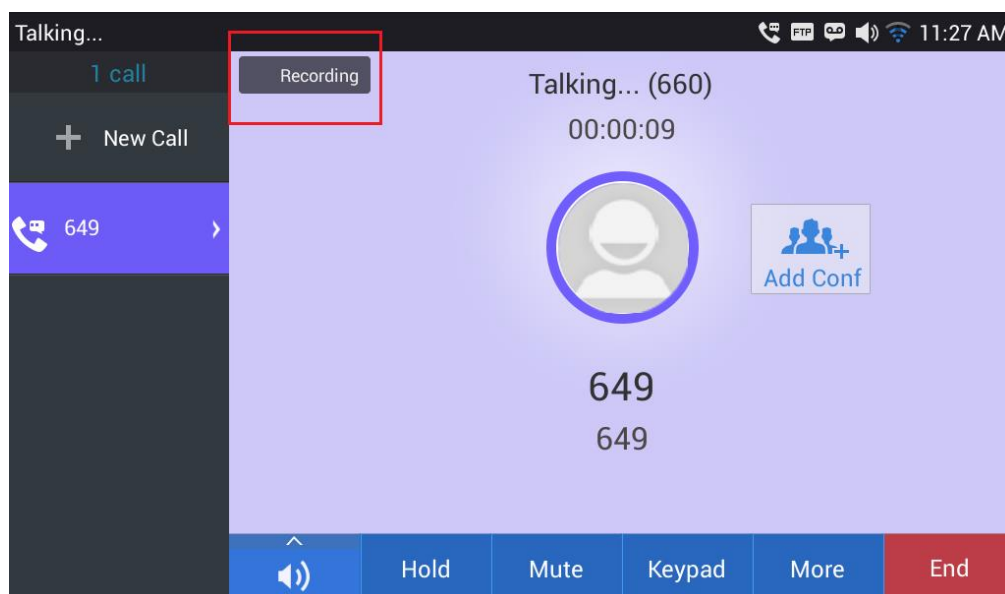 Talking...
FTP
11:27 AM
1 call
Recording
Talking... (660)
00:00:09
+ New Call
649
Add Conf
649
649
Hold
Mute
Keypad
More
End